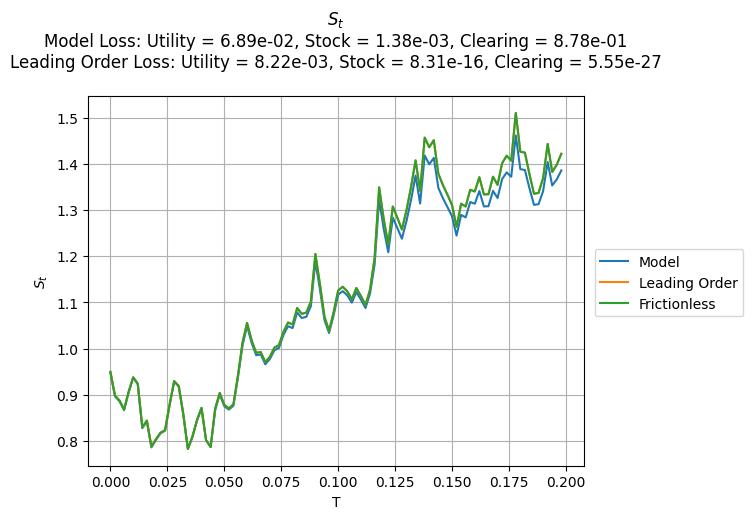 S_t
Model Loss: Utility = 6.89e-02, Stock = 1.38e-03, Clearing = 8.78e-01
Leading Order Loss: Utility = 8.22e-03, Stock = 8.31e-16, Clearing = 5.55e-27
1.5
1.4
1.3
1.2
1.1
1.0
0.9
0.8
S_t
0.000 0.025 0.050 0.075 0.100 0.125 0.150 0.175 0.200
T
Model
Leading Order
Frictionless